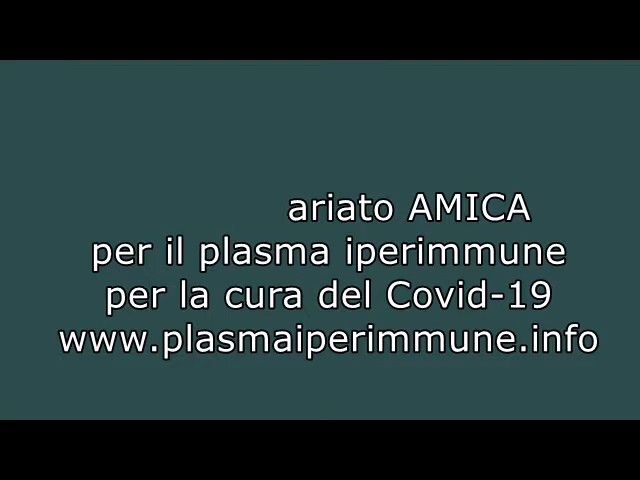 ariato AMICA
per il plasma iperimmune
per la cura del Covid-19
www.plasmaiperimmune.info